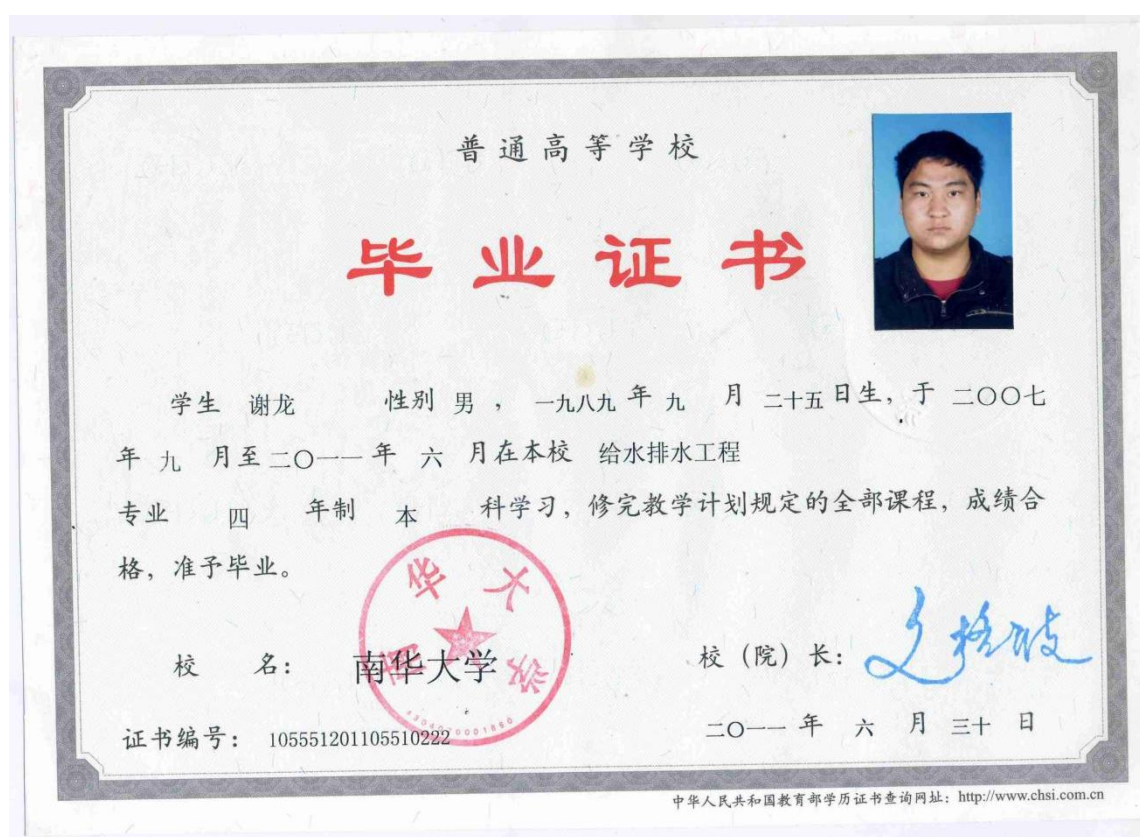 普通高等学校
毕业证书
学生 谢龙 性别 男 ， 一九八九 年 九 月 二十五 日生，于 二〇〇七
年 九 月至 二〇一一 年 六 月在本校 给水排水工程
专业 四 年制 本 科学习，修完教学计划规定的全部课程，成绩合
格，准予毕业。
南华大学
校 名： 南华大学
校（院）长：
证书编号： 105551201105510222
二〇一一 年 六 月 三十 日
中华人民共和国教育部学历证书查询网址：http://www.chsi.com.cn